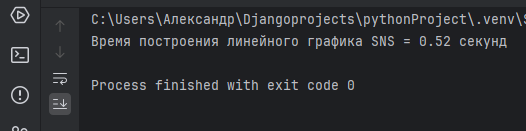 C:\Users\Александр\Djangoprojects\pythonProject\.venv\
Время построения линейного графика SNS = 0.52 секунд
Process finished with exit code 0